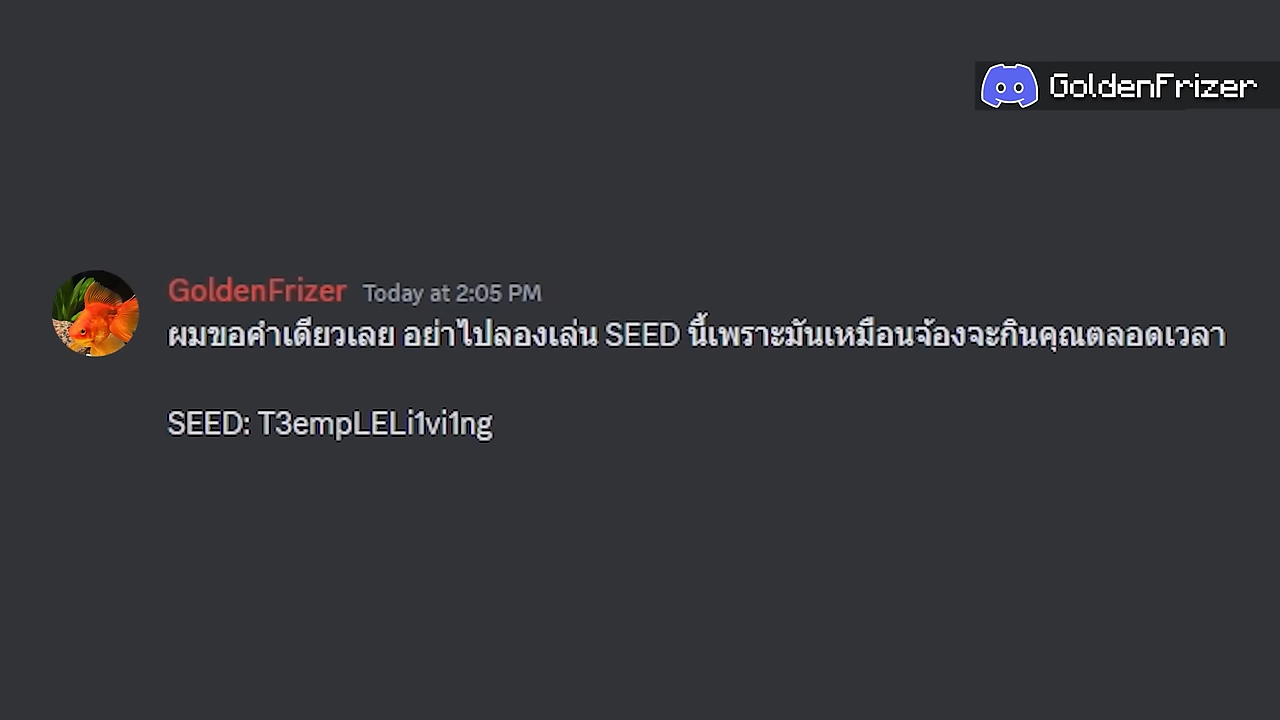 GoldenFrizer
GoldenFrizer Today at 2:05 PM
ผมขอคำเดียวเลย อย่าไปลองเล่น SEED นี้เพราะมันเหมือนจ้องจะกินคุณตลอดเวลา
SEED: T3empLELi1vi1ng